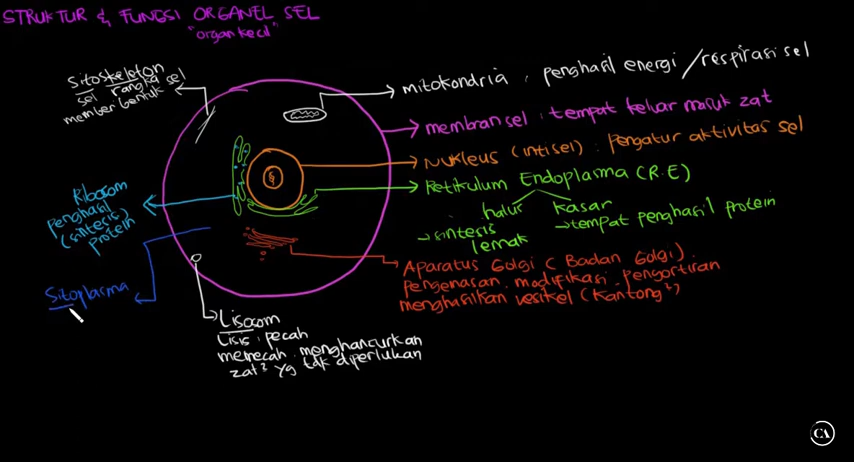 STRUKTUR & FUNGSI ORGANEL SEL
"organ kecil"
Sitoskeleton
sel rangka sel
member bentuk
mitokondria : penghasil energi / respirasi sel
membran sel : tempat keluar masuk zat
Nukleus (inti sel) : pengatur aktivitas sel
Retikulum Endoplasma (R.E)
halus kasar
→ sintesis
lemak
→ tempat penghasil protein
Ribosom
penghasil
(sintesis)
protein
Aparatus Golgi ( Badan Golgi)
pengemasan, modifikasi, penyortiran
menghasilkan vesikel (kantong²)
Sitoplasma
Lisosom
Lisis : pecah
memecah, menghancurkan
zat² yg tak diperlukan
CA